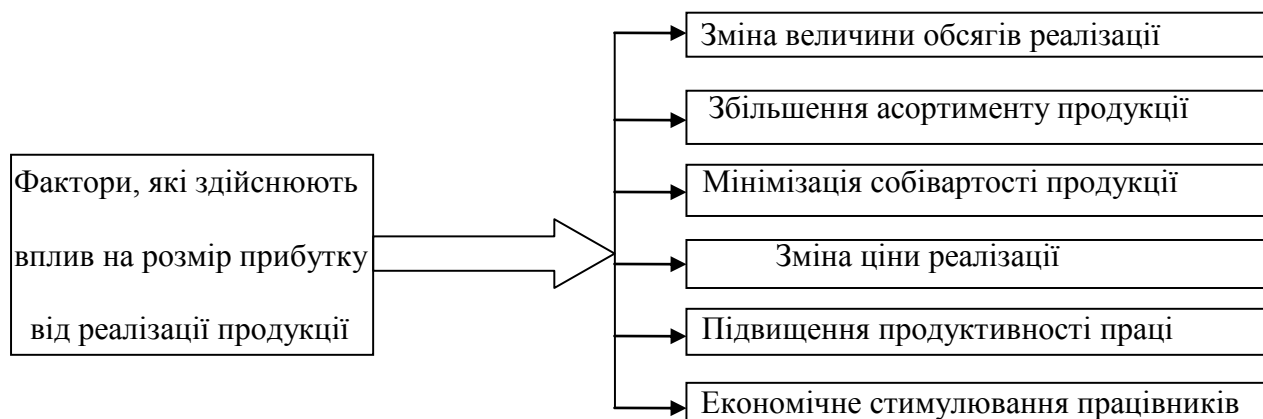 Фактори, які здійснюють
вплив на розмір прибутку
від реалізації продукції
Зміна величини обсягів реалізації
Збільшення асортименту продукції
Мінімізація собівартості продукції
Зміна ціни реалізації
Підвищення продуктивності праці
Економічне стимулювання працівників